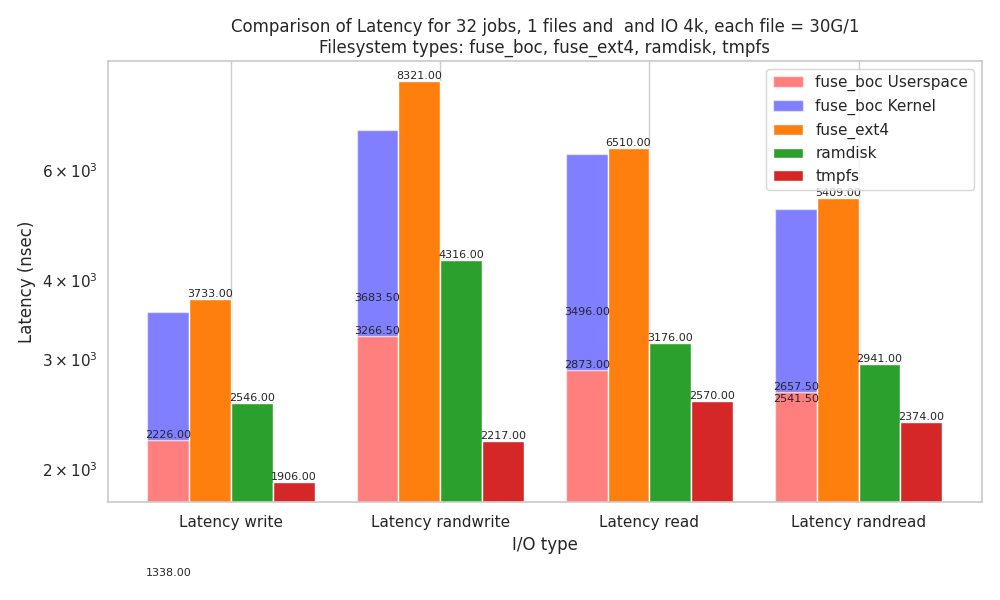 Comparison of Latency for 32 jobs, 1 files and  and IO 4k, each file = 30G/1
Filesystem types: fuse_boc, fuse_ext4, ramdisk, tmpfs
fuse_boc Userspace
fuse_boc Kernel
fuse_ext4
ramdisk
tmpfs
8321.00
6510.00
5409.00
3733.00
4316.00
3683.50
3496.00
3266.50
3176.00
2873.00
2941.00
2657.50
2541.50
2546.00
2570.00
2226.00
2217.00
2374.00
1906.00
1338.00
6 × 10³
4 × 10³
3 × 10³
2 × 10³
Latency (nsec)
Latency write
Latency randwrite
Latency read
Latency randread
I/O type